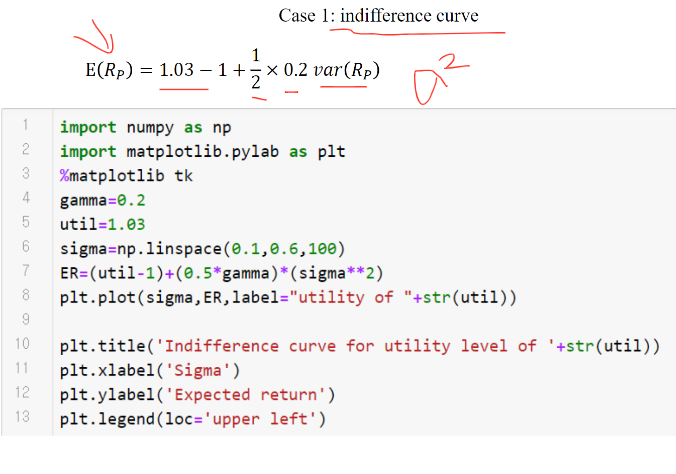 Case 1: indifference curve
E(R_P) = 1.03 − 1 + 1/2 × 0.2 var(R_P) σ²
1 import numpy as np
2 import matplotlib.pylab as plt
3 %matplotlib tk
4 gamma=0.2
5 util=1.03
6 sigma=np.linspace(0.1,0.6,100)
7 ER=(util-1)+(0.5*gamma)*(sigma**2)
8 plt.plot(sigma,ER,label="utility of "+str(util))
9
10 plt.title('Indifference curve for utility level of '+str(util))
11 plt.xlabel('Sigma')
12 plt.ylabel('Expected return')
13 plt.legend(loc='upper left')